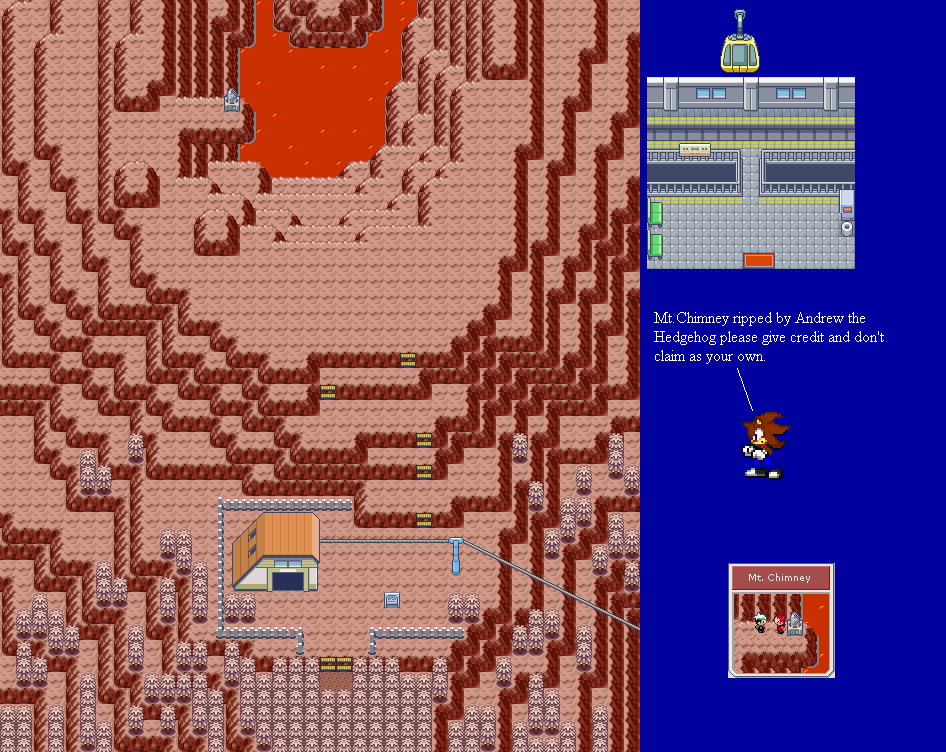 Mt.Chimney ripped by Andrew the
Hedgehog please give credit and don't
claim as your own.
Mt. Chimney